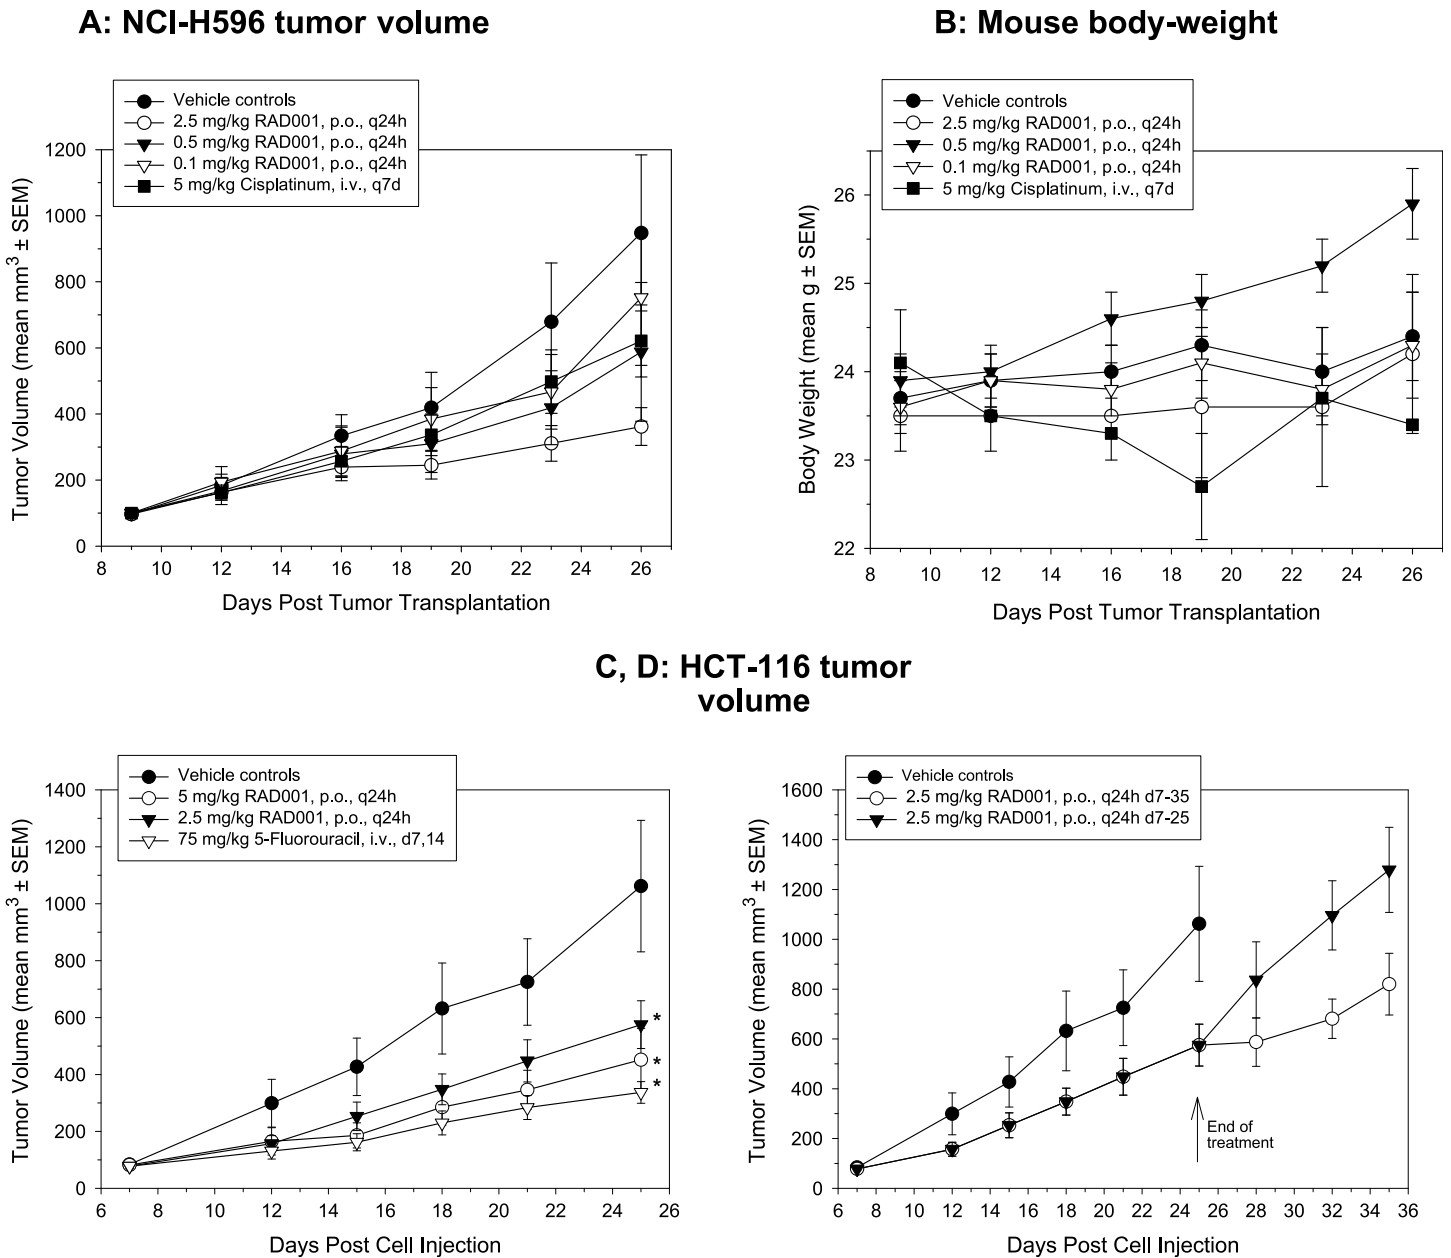 A: NCI-H596 tumor volume
Vehicle controls
2.5 mg/kg RAD001, p.o., q24h
0.5 mg/kg RAD001, p.o., q24h
0.1 mg/kg RAD001, p.o., q24h
5 mg/kg Cisplatinum, i.v., q7d
Tumor Volume (mean mm³ ± SEM)
1200
1000
800
600
400
200
0
8 10 12 14 16 18 20 22 24 26
Days Post Tumor Transplantation
B: Mouse body-weight
Vehicle controls
2.5 mg/kg RAD001, p.o., q24h
0.5 mg/kg RAD001, p.o., q24h
0.1 mg/kg RAD001, p.o., q24h
5 mg/kg Cisplatinum, i.v., q7d
Body Weight (mean g ± SEM)
26
25
24
23
22
8 10 12 14 16 18 20 22 24 26
Days Post Tumor Transplantation
C, D: HCT-116 tumor
volume
Vehicle controls
5 mg/kg RAD001, p.o., q24h
2.5 mg/kg RAD001, p.o., q24h
75 mg/kg 5-Fluorouracil, i.v., d7,14
Tumor Volume (mean mm³ ± SEM)
1400
1200
1000
800
600
400
200
0
*
*
*
6 8 10 12 14 16 18 20 22 24 26
Days Post Cell Injection
Vehicle controls
2.5 mg/kg RAD001, p.o., q24h d7-35
2.5 mg/kg RAD001, p.o., q24h d7-25
Tumor Volume (mean mm³ ± SEM)
1600
1400
1200
1000
800
600
400
200
0
End of
treatment
6 8 10 12 14 16 18 20 22 24 26 28 30 32 34 36
Days Post Cell Injection